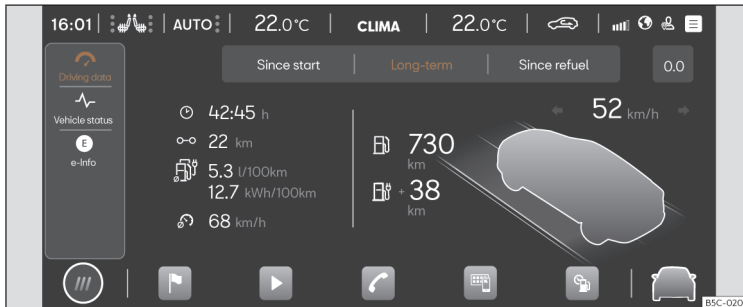 16:01 AUTO 22.0°C CLIMA 22.0°C
Driving data
Vehicle status
E
e-Info
Since start Long-term Since refuel 0.0
42:45 h
22 km
5.3 l/100km
12.7 kWh/100km
68 km/h
730
km
+ 38
km
52 km/h
B5C-020